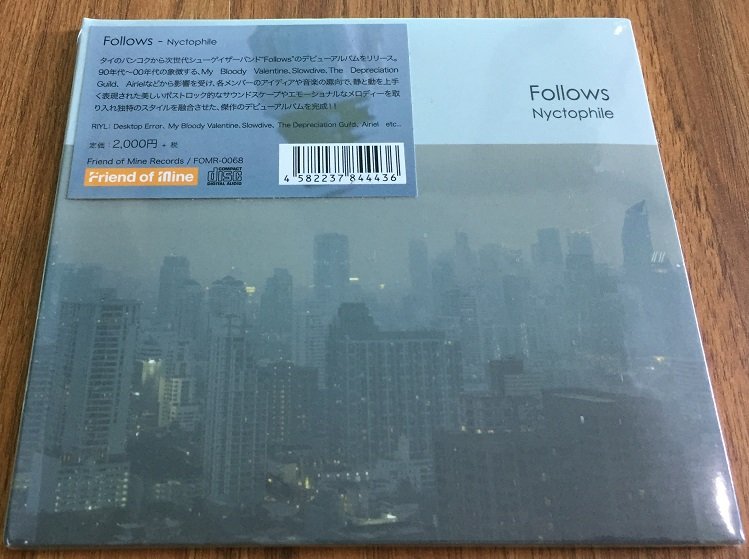 Follows - Nyctophile
タイのバンコクから次世代シューゲイザーバンド"Follows"のデビューアルバムをリリース。
90年代〜00年代の象徴する、My Bloody Valentine、Slowdive、The Depreciation
Guild、Airielなどから影響を受け、各メンバーのアイディアや音楽の趣向で、静と動を上手
く表現された美しいポストロック的なサウンドスケープやエモーショナルなメロディーを取
り入れ独特のスタイルを融合させた、傑作のデビューアルバムを完成!!
RIYL: Desktop Error、My Bloody Valentine、Slowdive、The Depreciation Guild、Airiel etc..
定価：2,000円 + 税
Friend of Mine Records / FOMR-0068
Friend of Mine
COMPACT
disc
DIGITAL AUDIO
4 582237 844436
Follows
Nyctophile